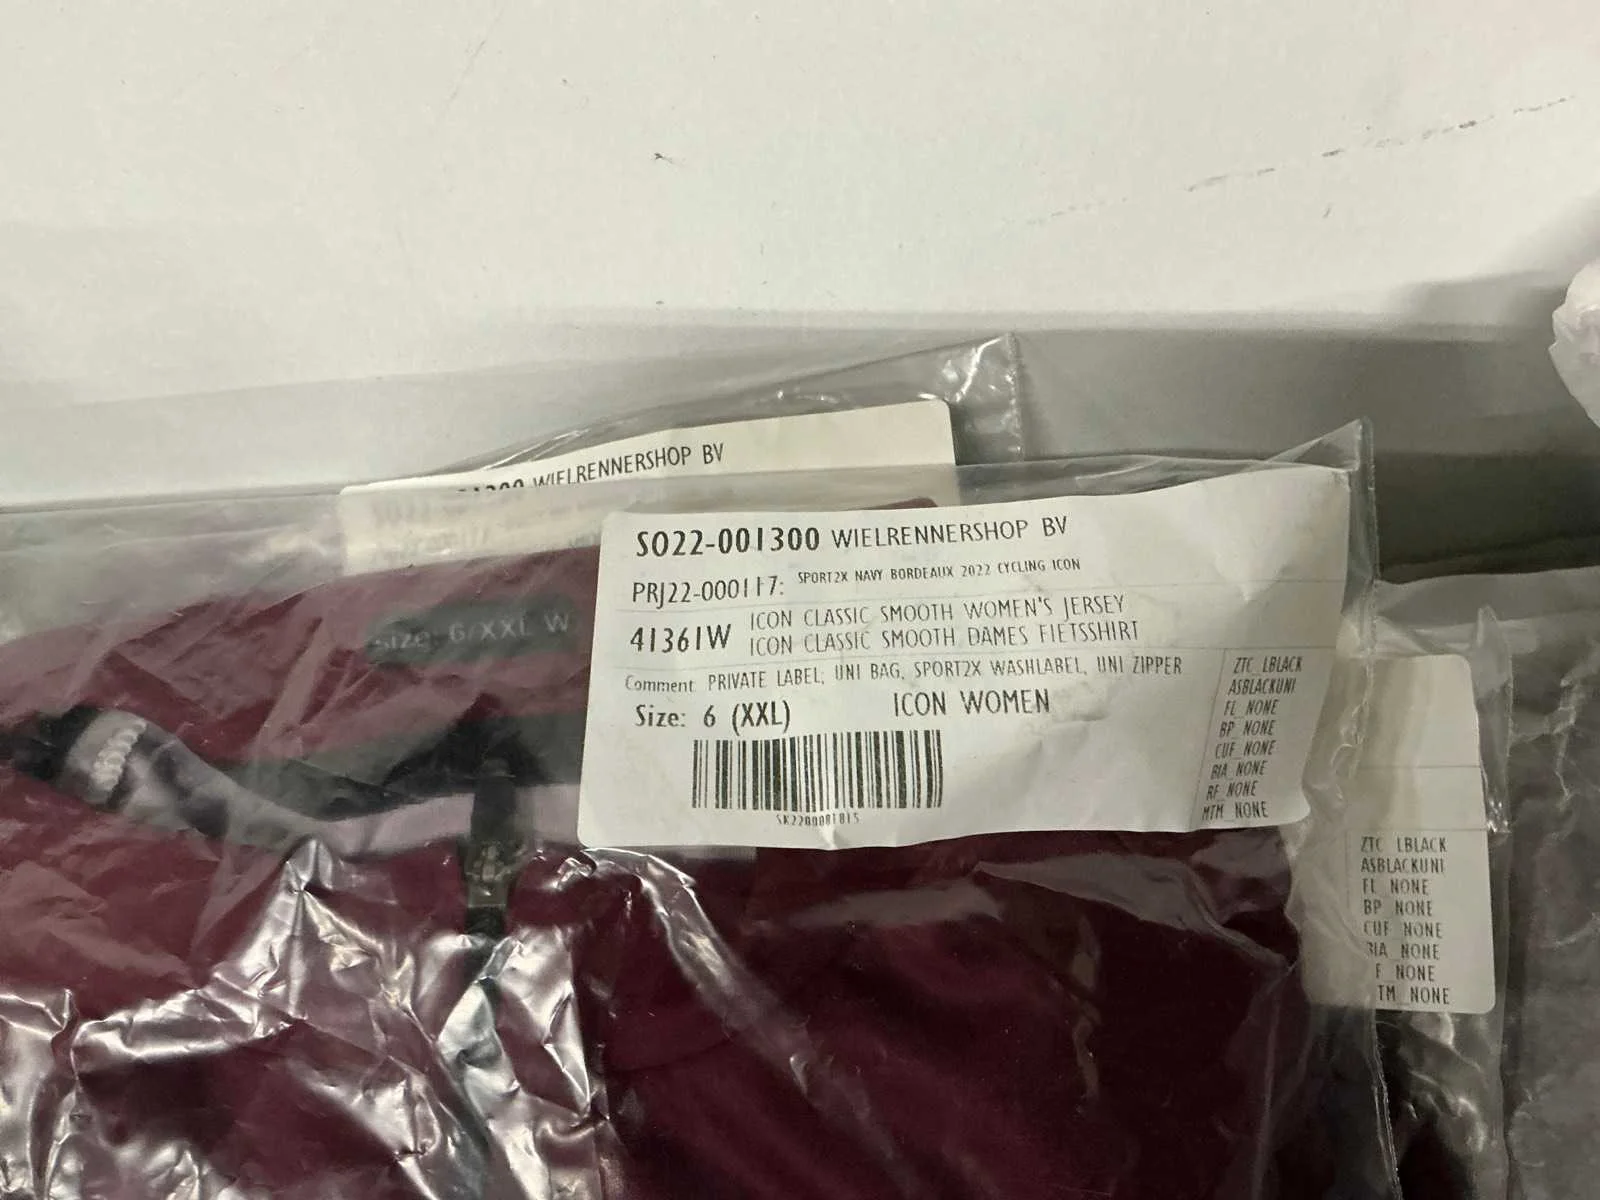 WIELRENNERSHOP BV
SO22-001300 WIELRENNERSHOP BV
PRJ22-000117: SPORT2X NAVY BORDEAUX 2022 CYCLING ICON
41361W ICON CLASSIC SMOOTH WOMEN'S JERSEY
ICON CLASSIC SMOOTH DAMES FIETSSHIRT
Comment PRIVATE LABEL; UNI BAG, SPORT2X WASHLABEL, UNI ZIPPER
Size: 6 (XXL) ICON WOMEN
ZTC_LBLACK
ASBLACKUNI
FL_NONE
BP_NONE
CUF_NONE
BIA_NONE
RF_NONE
MTM_NONE
Size: 6/XXL W
ZTC_LBLACK
ASBLACKUNI
FL_NONE
BP_NONE
CUF_NONE
BIA_NONE
F_NONE
TM_NONE